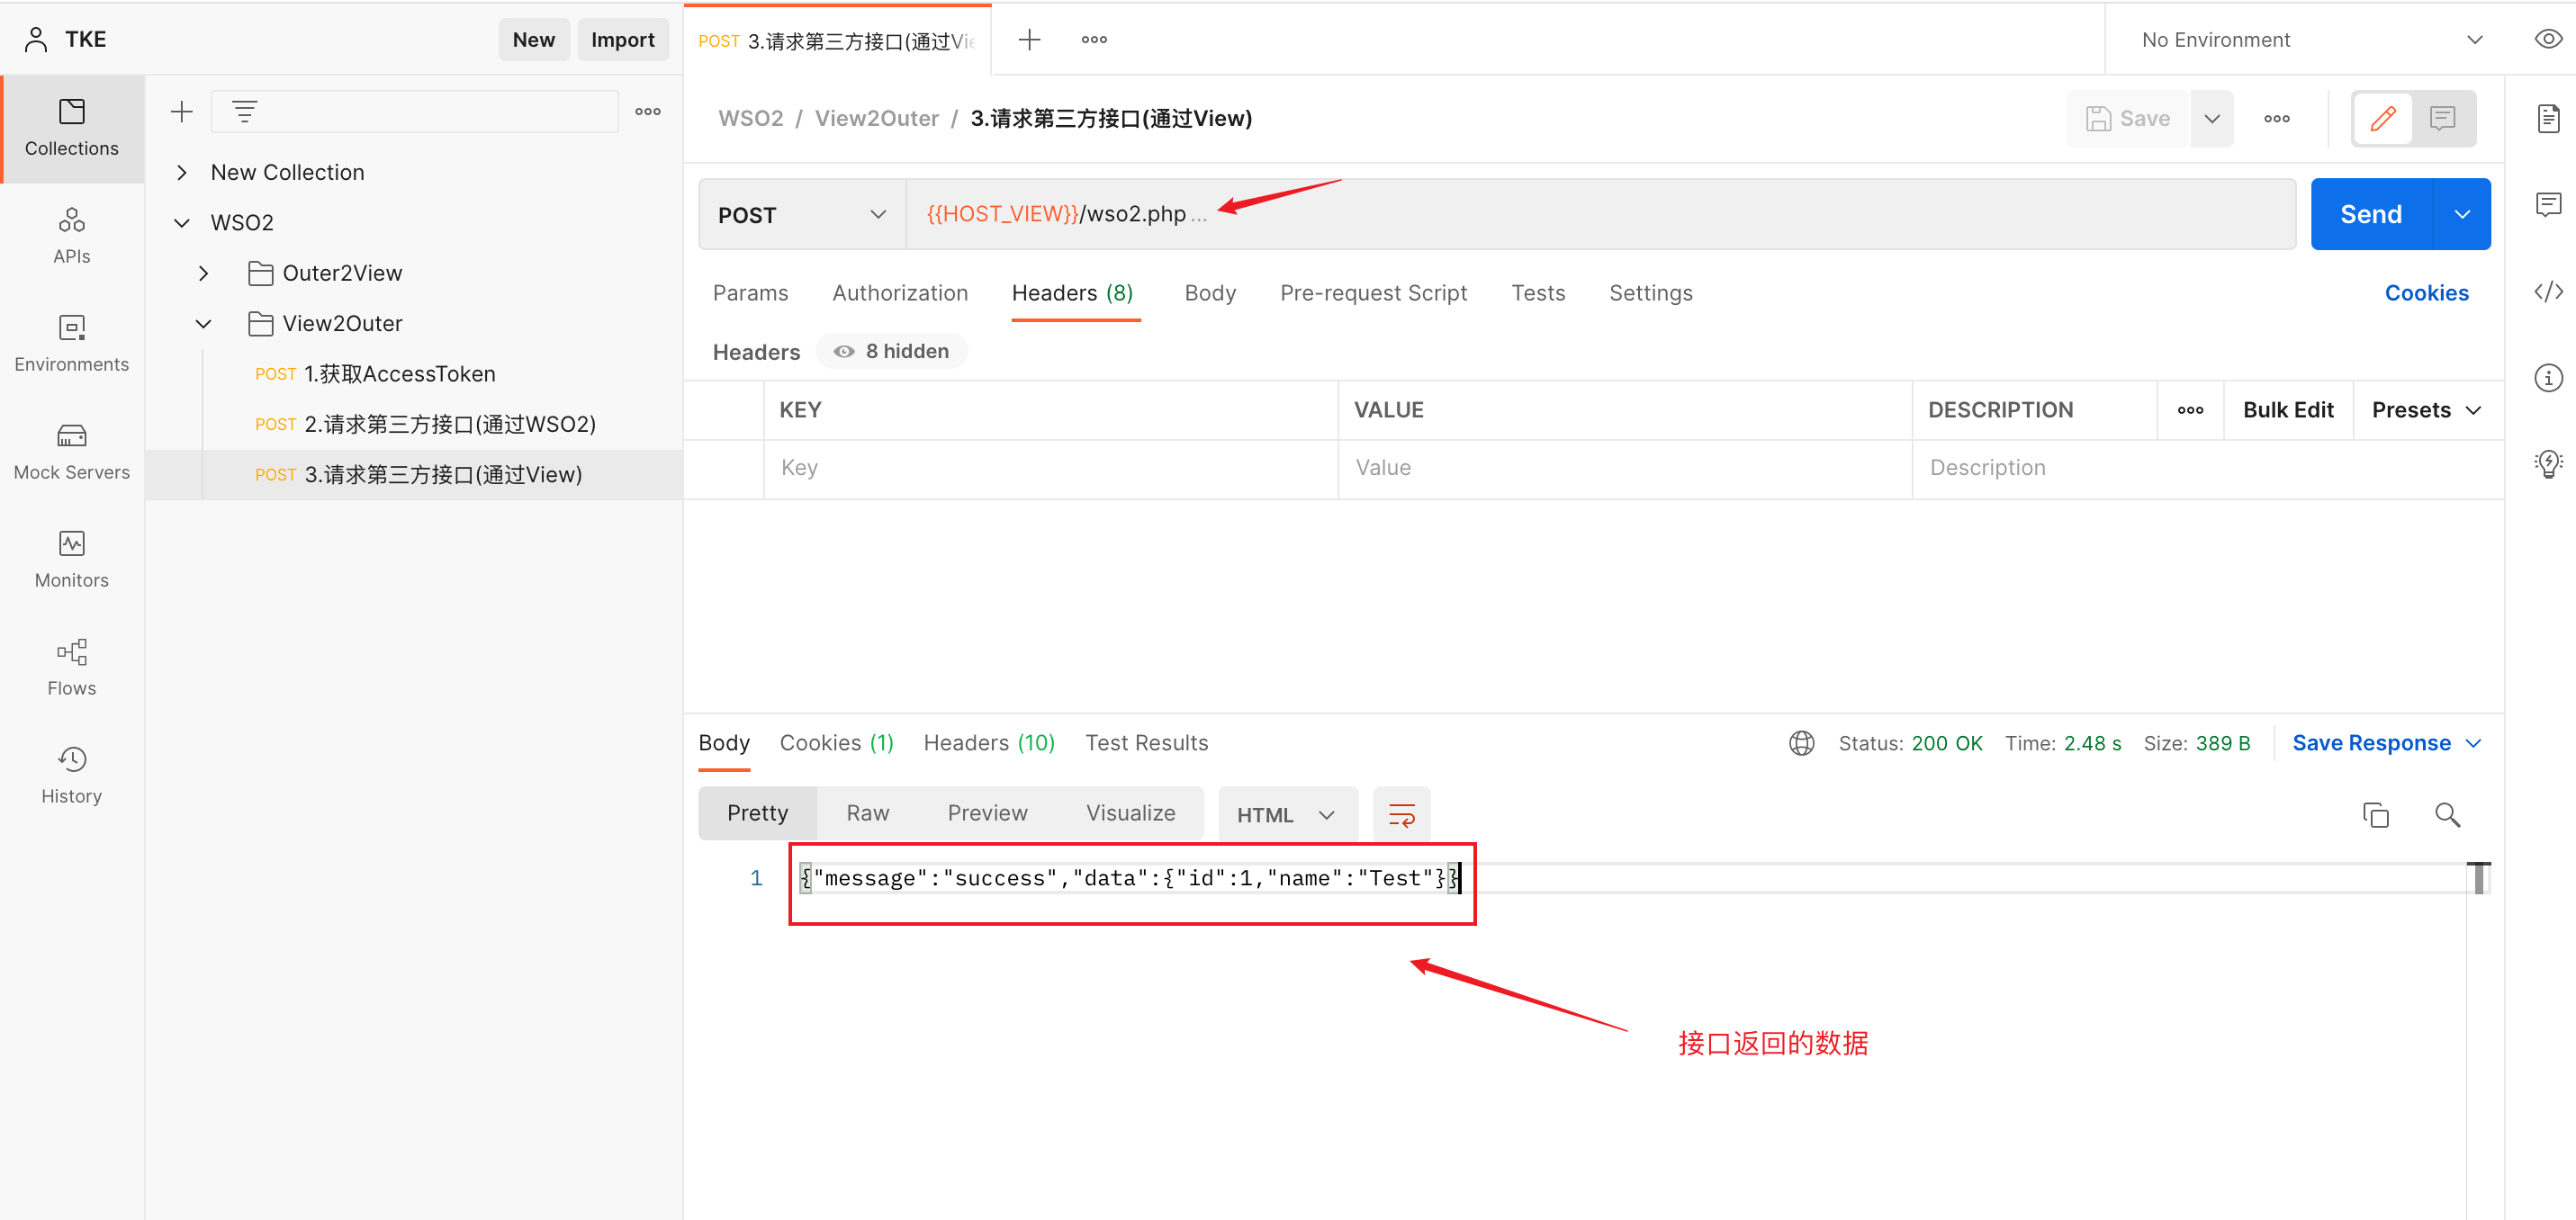 TKE
New
Import
POST 3.请求第三方接口(通过Vie
No Environment
Collections
New Collection
WSO2
Outer2View
View2Outer
POST 1.获取AccessToken
POST 2.请求第三方接口(通过WSO2)
POST 3.请求第三方接口(通过View)
APIs
Environments
Mock Servers
Monitors
Flows
History
WSO2 / View2Outer / 3.请求第三方接口(通过View)
Save
POST
{{HOST_VIEW}}/wso2.php...
Send
Params Authorization Headers (8) Body Pre-request Script Tests Settings
Cookies
Headers 8 hidden
KEY VALUE DESCRIPTION Bulk Edit Presets
Key Value Description
Body Cookies (1) Headers (10) Test Results
Status: 200 OK Time: 2.48 s Size: 389 B Save Response
Pretty Raw Preview Visualize HTML
1 {"message":"success","data":{"id":1,"name":"Test"}}
接口返回的数据